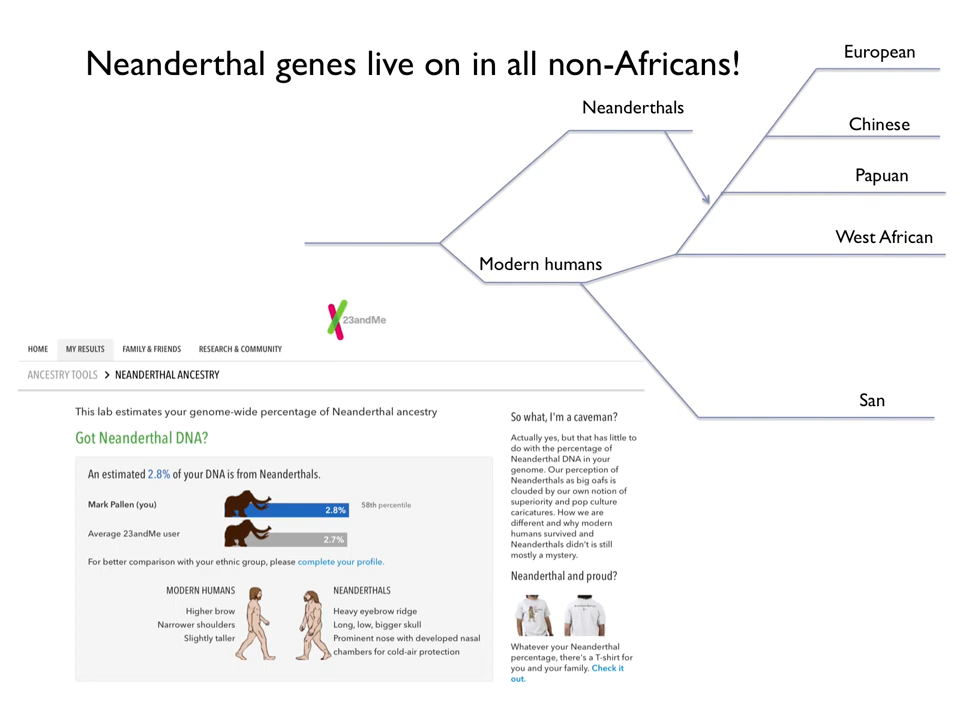 Neanderthal genes live on in all non-Africans!
European
Neanderthals
Chinese
Papuan
West African
Modern humans
San
23andMe
HOME MY RESULTS FAMILY & FRIENDS RESEARCH & COMMUNITY
ANCESTRY TOOLS > NEANDERTHAL ANCESTRY
This lab estimates your genome-wide percentage of Neanderthal ancestry
Got Neanderthal DNA?
An estimated 2.8% of your DNA is from Neanderthals.
Mark Pallen (you) 2.8% 58th percentile
Average 23andMe user 2.7%
For better comparison with your ethnic group, please complete your profile.
MODERN HUMANS
Higher brow
Narrower shoulders
Slightly taller
NEANDERTHALS
Heavy eyebrow ridge
Long, low, bigger skull
Prominent nose with developed nasal
chambers for cold-air protection
So what, I'm a caveman?
Actually yes, but that has little to
do with the percentage of
Neanderthal DNA in your
genome. Our perception of
Neanderthals as big oafs is
clouded by our own notion of
superiority and pop culture
caricatures. How we are
different and why modern
humans survived and
Neanderthals didn't is still
mostly a mystery.
Neanderthal and proud?
Whatever your Neanderthal
percentage, there's a T-shirt for
you and your family. Check it
out.